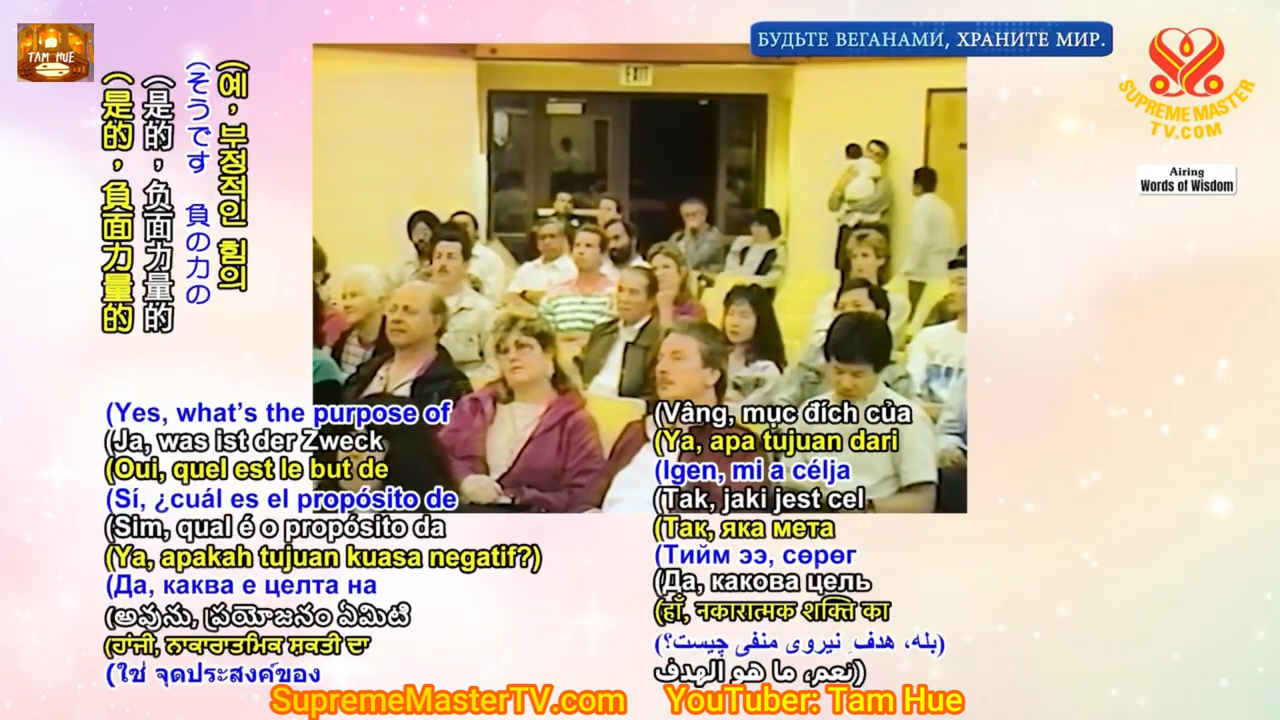 TAM HUE
БУДЬТЕ ВЕГАНАМИ, ХРАНИТЕ МИР.
SUPREME MASTER
TV.COM
Airing
Words of Wisdom
EXIT
(예, 부정적인 힘의
(そうです 負の力の
(是的，负面力量的
(是的，負面力量的
(Yes, what's the purpose of
(Ja, was ist der Zweck
(Oui, quel est le but de
(Sí, ¿cuál es el propósito de
(Sim, qual é o propósito da
(Ya, apakah tujuan kuasa negatif?)
(Да, каква е целта на
(అవును, ప్రయోజనం ఏమిటి
(ਹਾਂਜੀ, ਨਾਕਾਰਾਤਮਿਕ ਸ਼ਕਤੀ ਦਾ
(ใช่ จุดประสงค์ของ
(Vâng, mục đích của
(Ya, apa tujuan dari
(Igen, mi a célja
(Tak, jaki jest cel
(Так, яка мета
(Тийм ээ, сөрөг
(Да, какова цель
(हाँ, नकारात्मक शक्ति का
(بله، هدفِ نیروی منفی چیست؟)
(نعم، ما هو الهدف
SupremeMasterTV.com YouTuber: Tam Hue